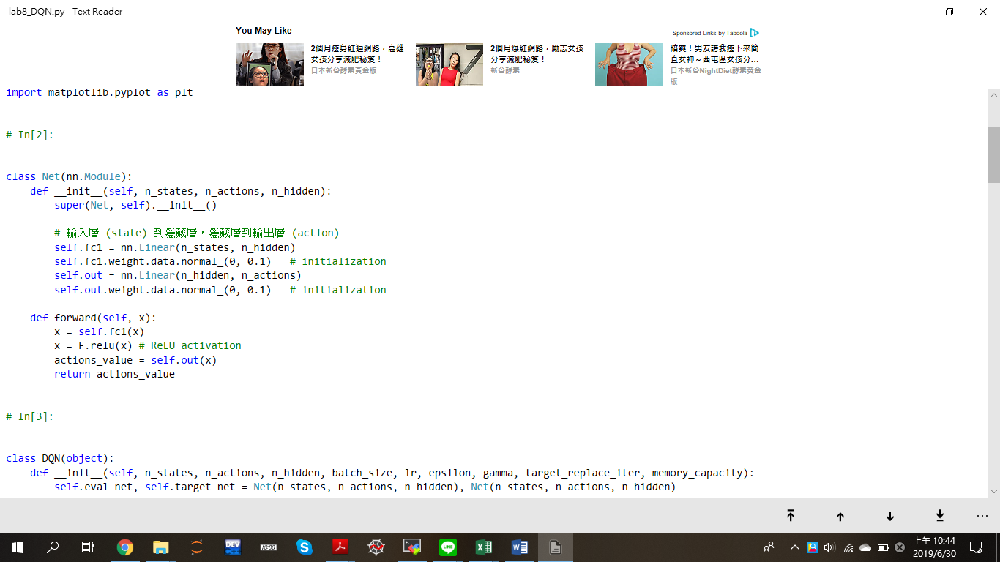 lab8_DQN.py - Text Reader
You May Like
Sponsored Links by Taboola
2個月瘦身紅遍網路，高雄
女孩分享減肥秘笈！
日本新谷酵素黃金版
2個月爆紅網路，勵志女孩
分享減肥秘笈！
新谷酵素
賠爽！男友誇我瘦下來簡
直女神～西屯區女孩分...
日本新谷NightDiet酵素黃金
版
import matplotlib.pyplot as plt
# In[2]:
class Net(nn.Module):
    def __init__(self, n_states, n_actions, n_hidden):
        super(Net, self).__init__()
        # 輸入層 (state) 到隱藏層，隱藏層到輸出層 (action)
        self.fc1 = nn.Linear(n_states, n_hidden)
        self.fc1.weight.data.normal_(0, 0.1)   # initialization
        self.out = nn.Linear(n_hidden, n_actions)
        self.out.weight.data.normal_(0, 0.1)   # initialization
    def forward(self, x):
        x = self.fc1(x)
        x = F.relu(x) # ReLU activation
        actions_value = self.out(x)
        return actions_value
# In[3]:
class DQN(object):
    def __init__(self, n_states, n_actions, n_hidden, batch_size, lr, epsilon, gamma, target_replace_iter, memory_capacity):
        self.eval_net, self.target_net = Net(n_states, n_actions, n_hidden), Net(n_states, n_actions, n_hidden)
DEV
LINE
上午 10:44
2019/6/30